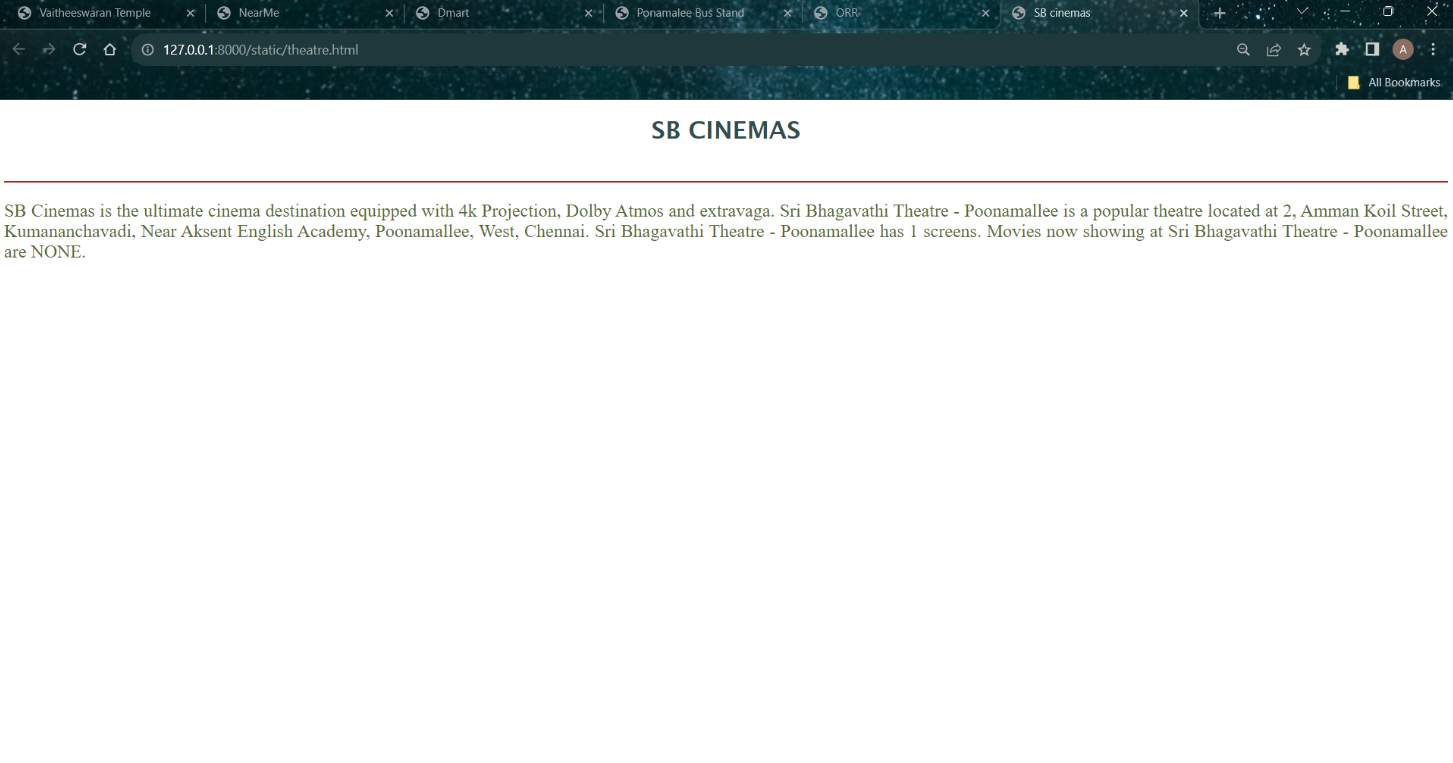 Vaitheeswaran Temple NearMe Dmart Ponamalee Bus Stand ORR SB cinemas
127.0.0.1:8000/static/theatre.html A
All Bookmarks
SB CINEMAS
SB Cinemas is the ultimate cinema destination equipped with 4k Projection, Dolby Atmos and extravaga. Sri Bhagavathi Theatre - Poonamallee is a popular theatre located at 2, Amman Koil Street,
Kumananchavadi, Near Aksent English Academy, Poonamallee, West, Chennai. Sri Bhagavathi Theatre - Poonamallee has 1 screens. Movies now showing at Sri Bhagavathi Theatre - Poonamallee
are NONE.